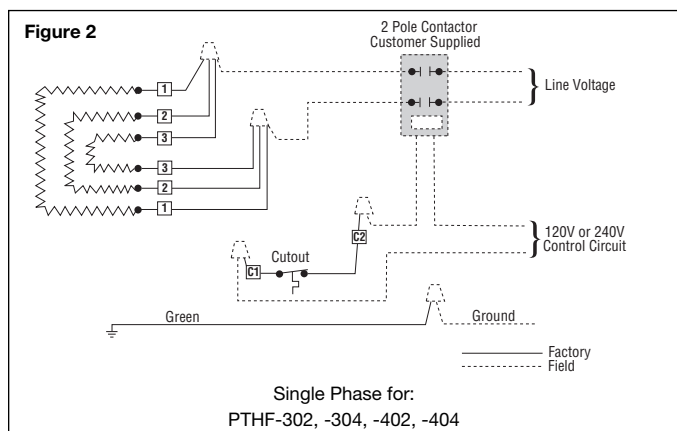 Figure 2
2 Pole Contactor
Customer Supplied
1
2
3
3
2
1
Line Voltage
C2
120V or 240V
Control Circuit
Cutout
C1
Green
Ground
Factory
Field
Single Phase for:
PTHF-302, -304, -402, -404